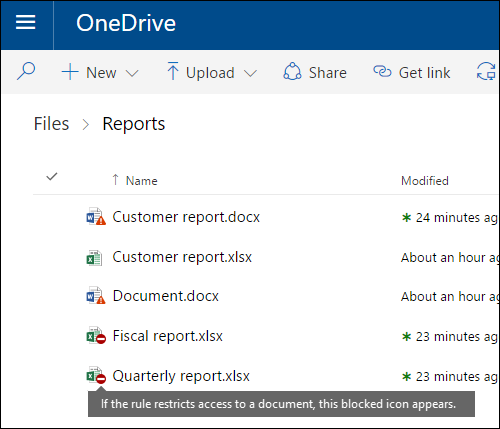 OneDrive
New Upload Share Get link
Files > Reports
Name Modified
Customer report.docx 24 minutes ag
Customer report.xlsx About an hour ag
Document.docx About an hour ag
Fiscal report.xlsx 23 minutes ag
Quarterly report.xlsx 23 minutes ag
If the rule restricts access to a document, this blocked icon appears.